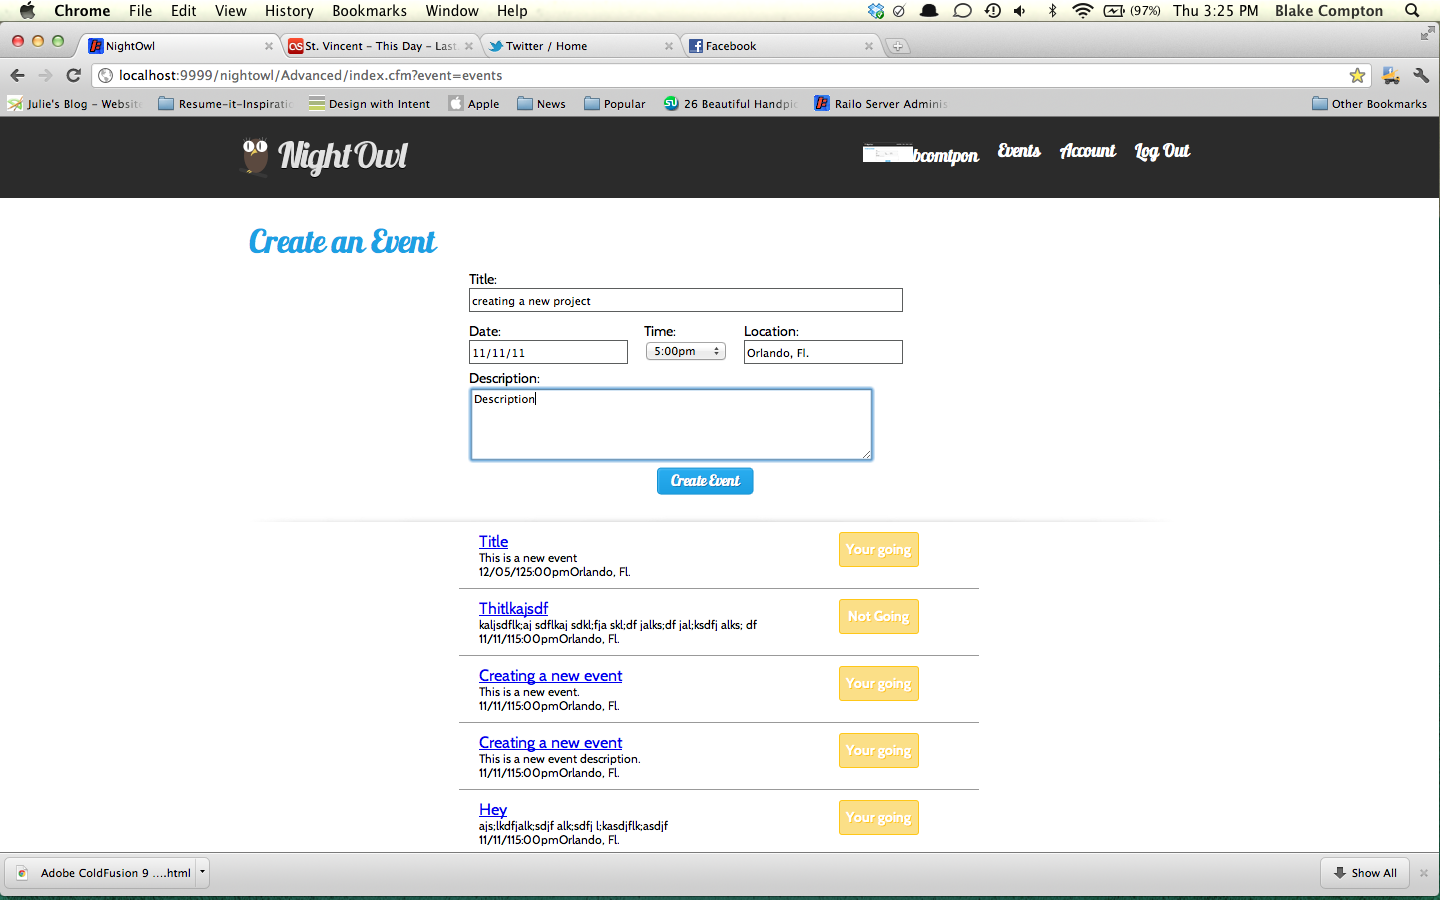 Chrome File Edit View History Bookmarks Window Help (97%) Thu 3:25 PM Blake Compton
NightOwl St. Vincent - This Day - Last. Twitter / Home Facebook
localhost:9999/nightowl/Advanced/index.cfm?event=events
Julie's Blog - Website Resume-it-Inspiratio Design with Intent Apple News Popular 26 Beautiful Handpic Railo Server Adminis Other Bookmarks
NightOwl bcomtpon Events Account Log Out
Create an Event
Title:
creating a new project
Date: Time: Location:
11/11/11 5:00pm Orlando, Fl.
Description:
Description
Create Event
Title
This is a new event
12/05/125:00pmOrlando, Fl.
Your going
Thitlkajsdf
kaljsdflk;aj sdflkaj sdkl;fja skl;df jalks;df jal;ksdfj alks; df
11/11/115:00pmOrlando, Fl.
Not Going
Creating a new event
This is a new event.
11/11/115:00pmOrlando, Fl.
Your going
Creating a new event
This is a new event description.
11/11/115:00pmOrlando, Fl.
Your going
Hey
ajs;lkdfjalk;sdjf alk;sdfj l;kasdjflk;asdjf
11/11/115:00pmOrlando, Fl.
Your going
Adobe ColdFusion 9 ....html Show All